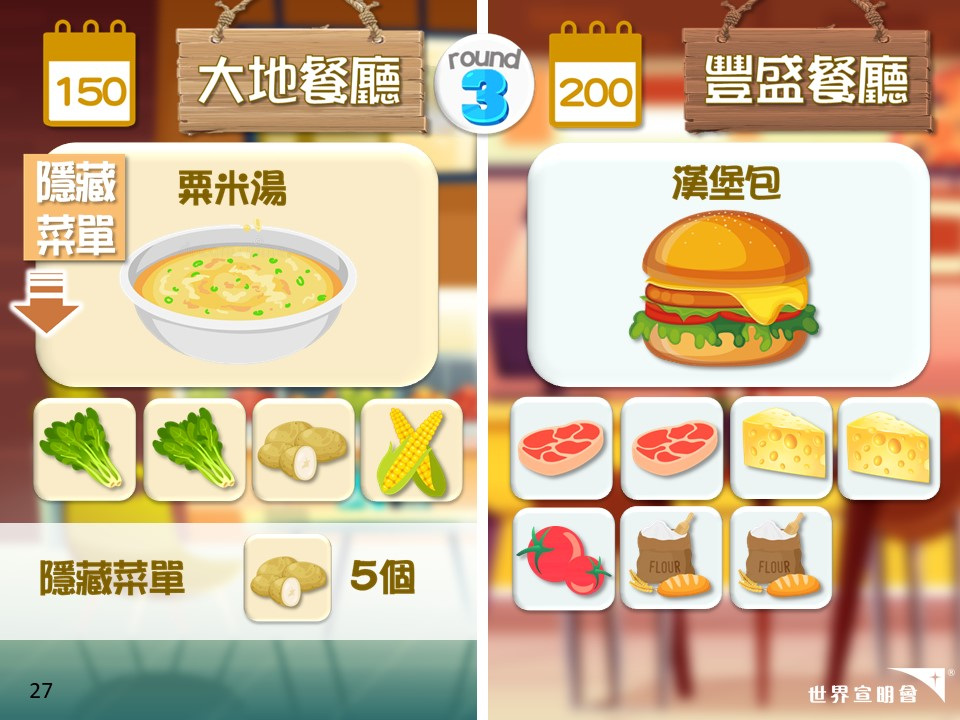 150
大地餐廳
round
3
200
豐盛餐廳
隱藏
菜單
粟米湯
漢堡包
隱藏菜單
5個
FLOUR
FLOUR
27
世界宣明會
®